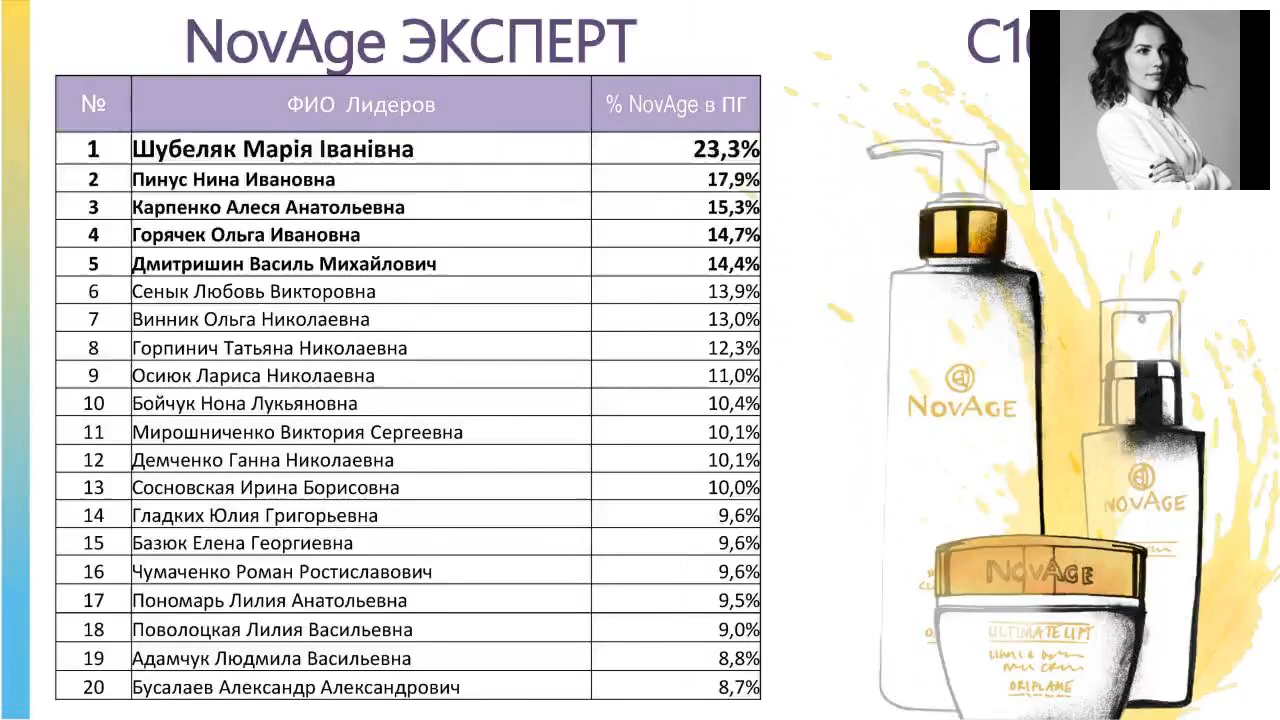 NovAge ЭКСПЕРТ
№ ФИО Лидеров % NovAge в ПГ
1 Шубеляк Марія Іванівна 23,3%
2 Пинус Нина Ивановна 17,9%
3 Карпенко Алеся Анатольевна 15,3%
4 Горячек Ольга Ивановна 14,7%
5 Дмитришин Василь Михайлович 14,4%
6 Сенык Любовь Викторовна 13,9%
7 Винник Ольга Николаевна 13,0%
8 Горпинич Татьяна Николаевна 12,3%
9 Осиюк Лариса Николаевна 11,0%
10 Бойчук Нона Лукьяновна 10,4%
11 Мирошниченко Виктория Сергеевна 10,1%
12 Демченко Ганна Николаевна 10,1%
13 Сосновская Ирина Борисовна 10,0%
14 Гладких Юлия Григорьевна 9,6%
15 Базюк Елена Георгиевна 9,6%
16 Чумаченко Роман Ростиславович 9,6%
17 Пономарь Лилия Анатольевна 9,5%
18 Поволоцкая Лилия Васильевна 9,0%
19 Адамчук Людмила Васильевна 8,8%
20 Бусалаев Александр Александрович 8,7%
NOVAGE
NOVAGE
NOVAGE
ULTIMATE LIFT
ORIFLAME